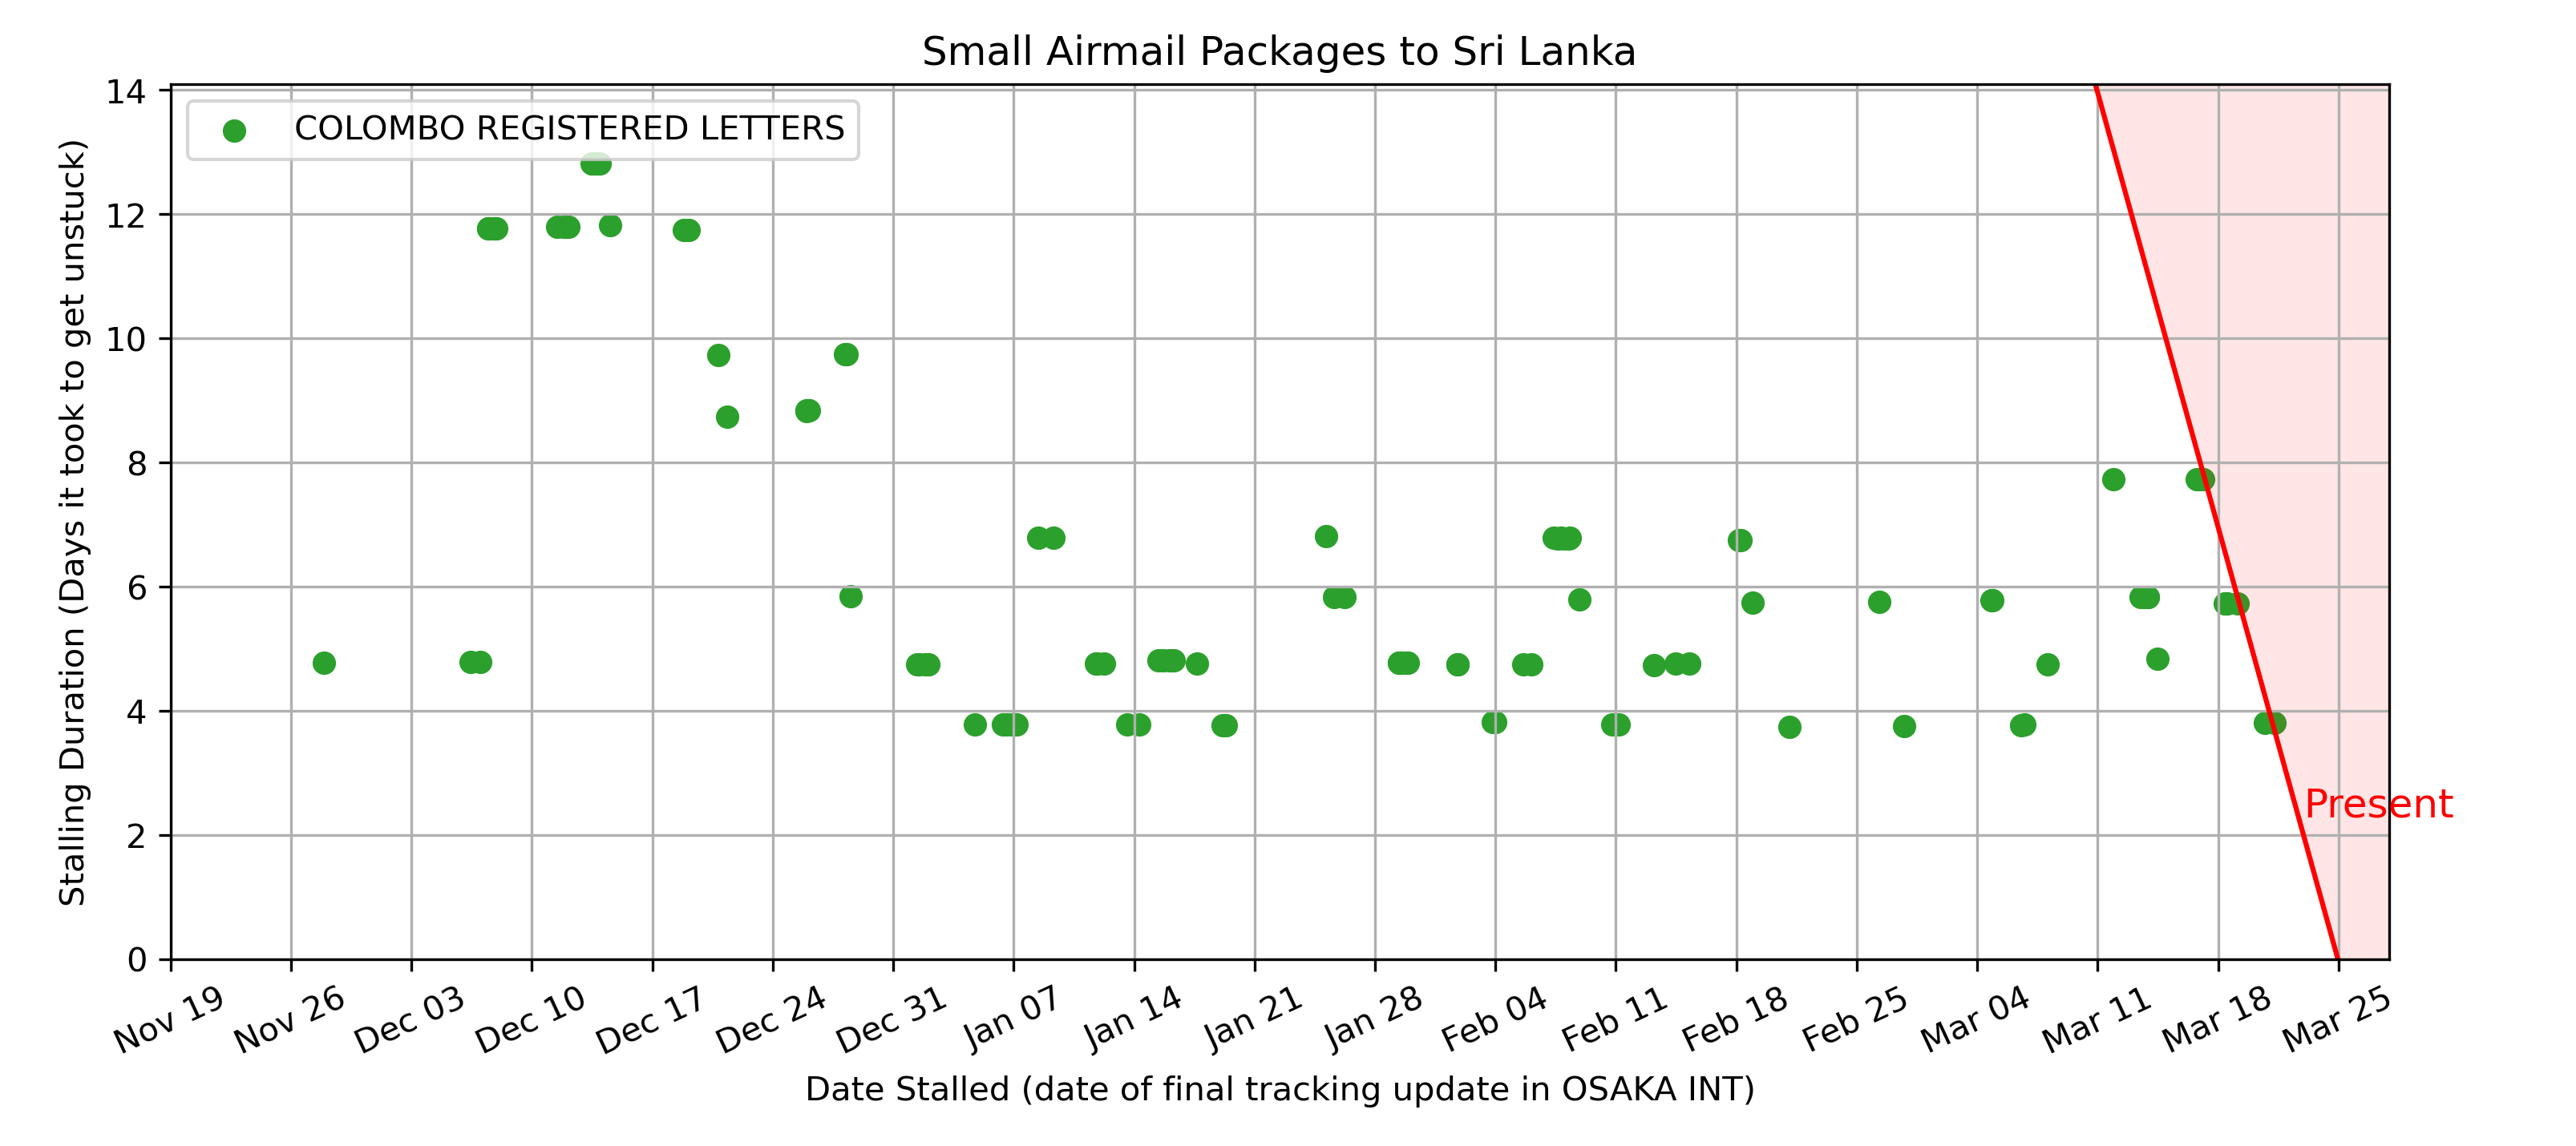 Small Airmail Packages to Sri Lanka
COLOMBO REGISTERED LETTERS
Stalling Duration (Days it took to get unstuck)
14
12
10
8
6
4
2
0
Present
Nov 19 Nov 26 Dec 03 Dec 10 Dec 17 Dec 24 Dec 31 Jan 07 Jan 14 Jan 21 Jan 28 Feb 04 Feb 11 Feb 18 Feb 25 Mar 04 Mar 11 Mar 18 Mar 25
Date Stalled (date of final tracking update in OSAKA INT)